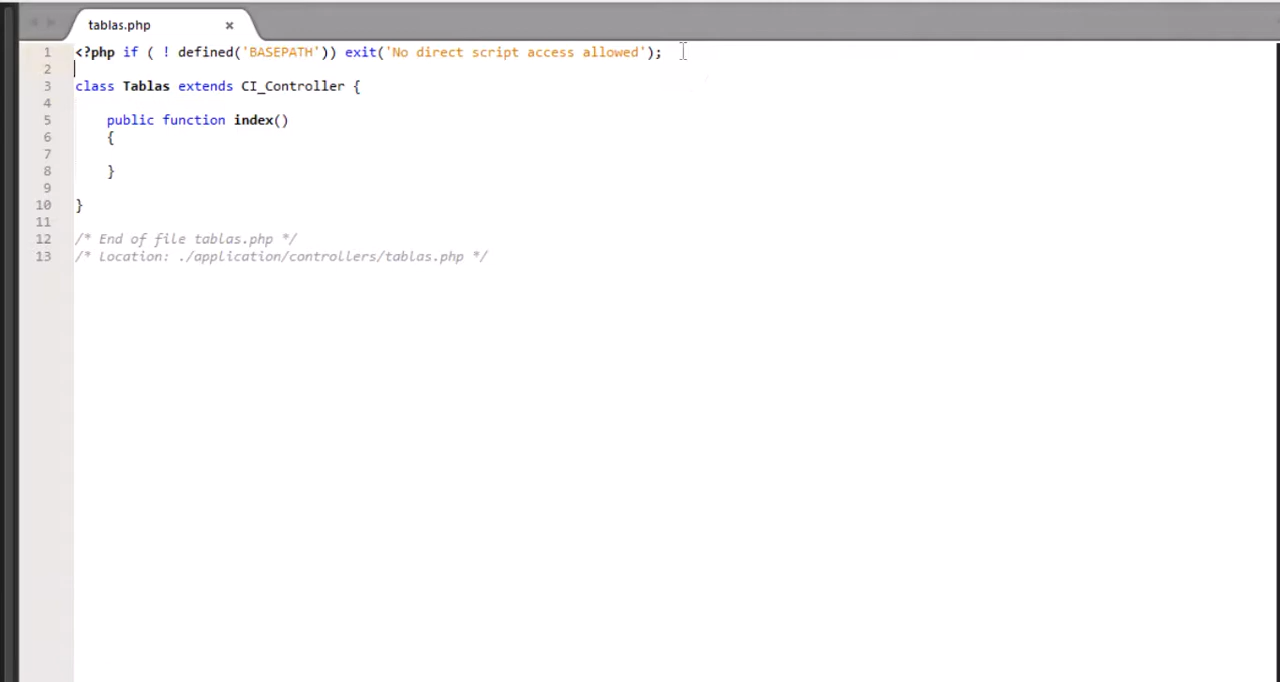 tablas.php ×
1 <?php if ( ! defined('BASEPATH')) exit('No direct script access allowed');
2
3 class Tablas extends CI_Controller {
4
5     public function index()
6     {
7
8     }
9
10 }
11
12 /* End of file tablas.php */
13 /* Location: ./application/controllers/tablas.php */